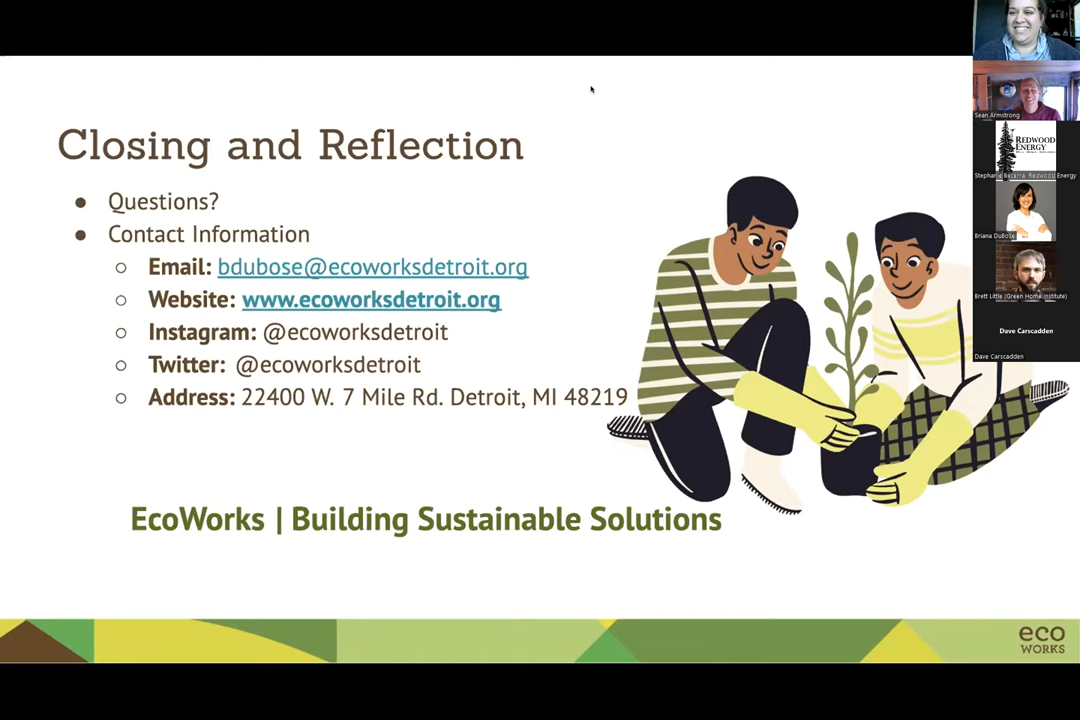 Closing and Reflection
● Questions?
● Contact Information
○ Email: bdubose@ecoworksdetroit.org
○ Website: www.ecoworksdetroit.org
○ Instagram: @ecoworksdetroit
○ Twitter: @ecoworksdetroit
○ Address: 22400 W. 7 Mile Rd. Detroit, MI 48219
EcoWorks | Building Sustainable Solutions
eco
WORKS
Sean Armstrong
REDWOOD
ENERGY
Stephanie Becerra, Redwood Energy
Briana DuBose
Brett Little (Green Home Institute)
Dave Carscadden
Dave Carscadden